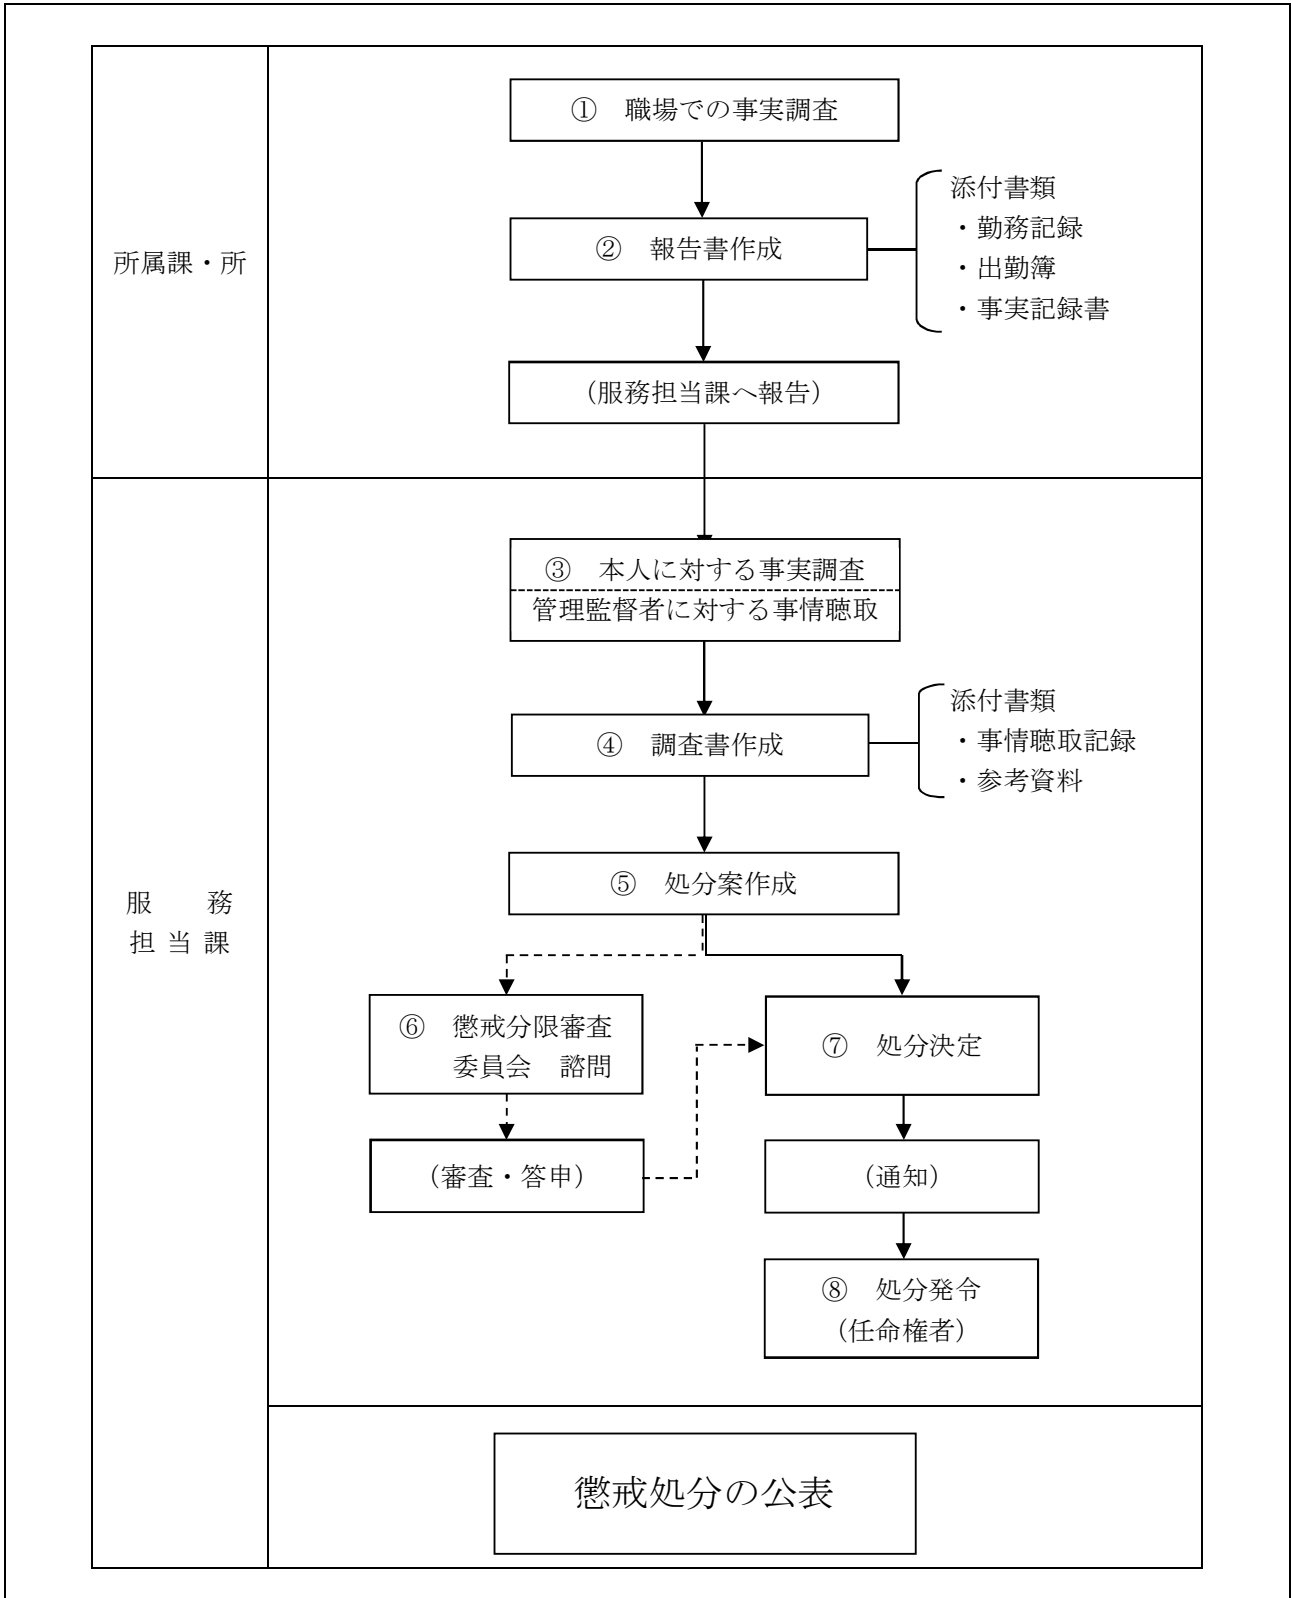 所属課・所
① 職場での事実調査
② 報告書作成
添付書類
・勤務記録
・出勤簿
・事実記録書
（服務担当課へ報告）
服　　務
担 当 課
③ 本人に対する事実調査
管理監督者に対する事情聴取
④ 調査書作成
添付書類
・事情聴取記録
・参考資料
⑤ 処分案作成
⑥ 懲戒分限審査
委員会　諮問
（審査・答申）
⑦ 処分決定
（通知）
⑧ 処分発令
（任命権者）
懲戒処分の公表